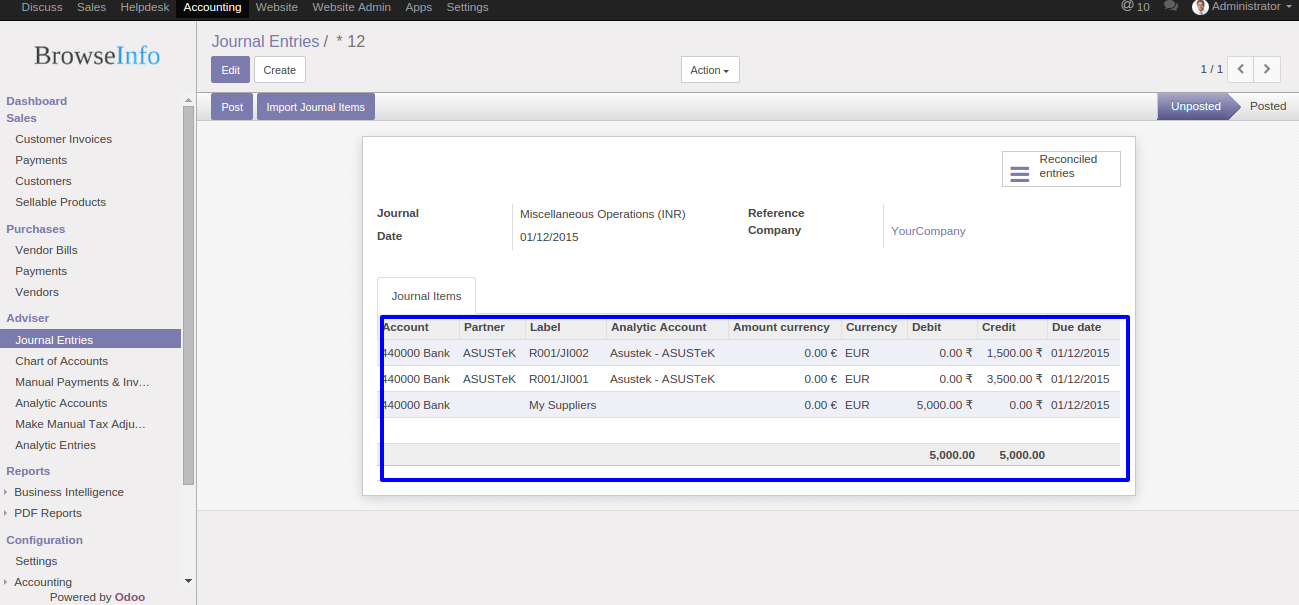 Discuss Sales Helpdesk Accounting Website Website Admin Apps Settings @ 10 Administrator
BrowseInfo
Journal Entries / * 12
Edit Create Action 1 / 1
Post Import Journal Items Unposted Posted
Dashboard
Sales
Customer Invoices
Payments
Customers
Sellable Products
Purchases
Vendor Bills
Payments
Vendors
Adviser
Journal Entries
Chart of Accounts
Manual Payments & Inv…
Analytic Accounts
Make Manual Tax Adju…
Analytic Entries
Reports
Business Intelligence
PDF Reports
Configuration
Settings
Accounting
Powered by Odoo
Reconciled
entries
Journal Miscellaneous Operations (INR) Reference
Company YourCompany
Date 01/12/2015
Journal Items
Account Partner Label Analytic Account Amount currency Currency Debit Credit Due date
440000 Bank ASUSTeK R001/JI002 Asustek - ASUSTeK 0.00 € EUR 0.00 ₹ 1,500.00 ₹ 01/12/2015
440000 Bank ASUSTeK R001/JI001 Asustek - ASUSTeK 0.00 € EUR 0.00 ₹ 3,500.00 ₹ 01/12/2015
440000 Bank My Suppliers 0.00 € EUR 5,000.00 ₹ 0.00 ₹ 01/12/2015
5,000.00 5,000.00